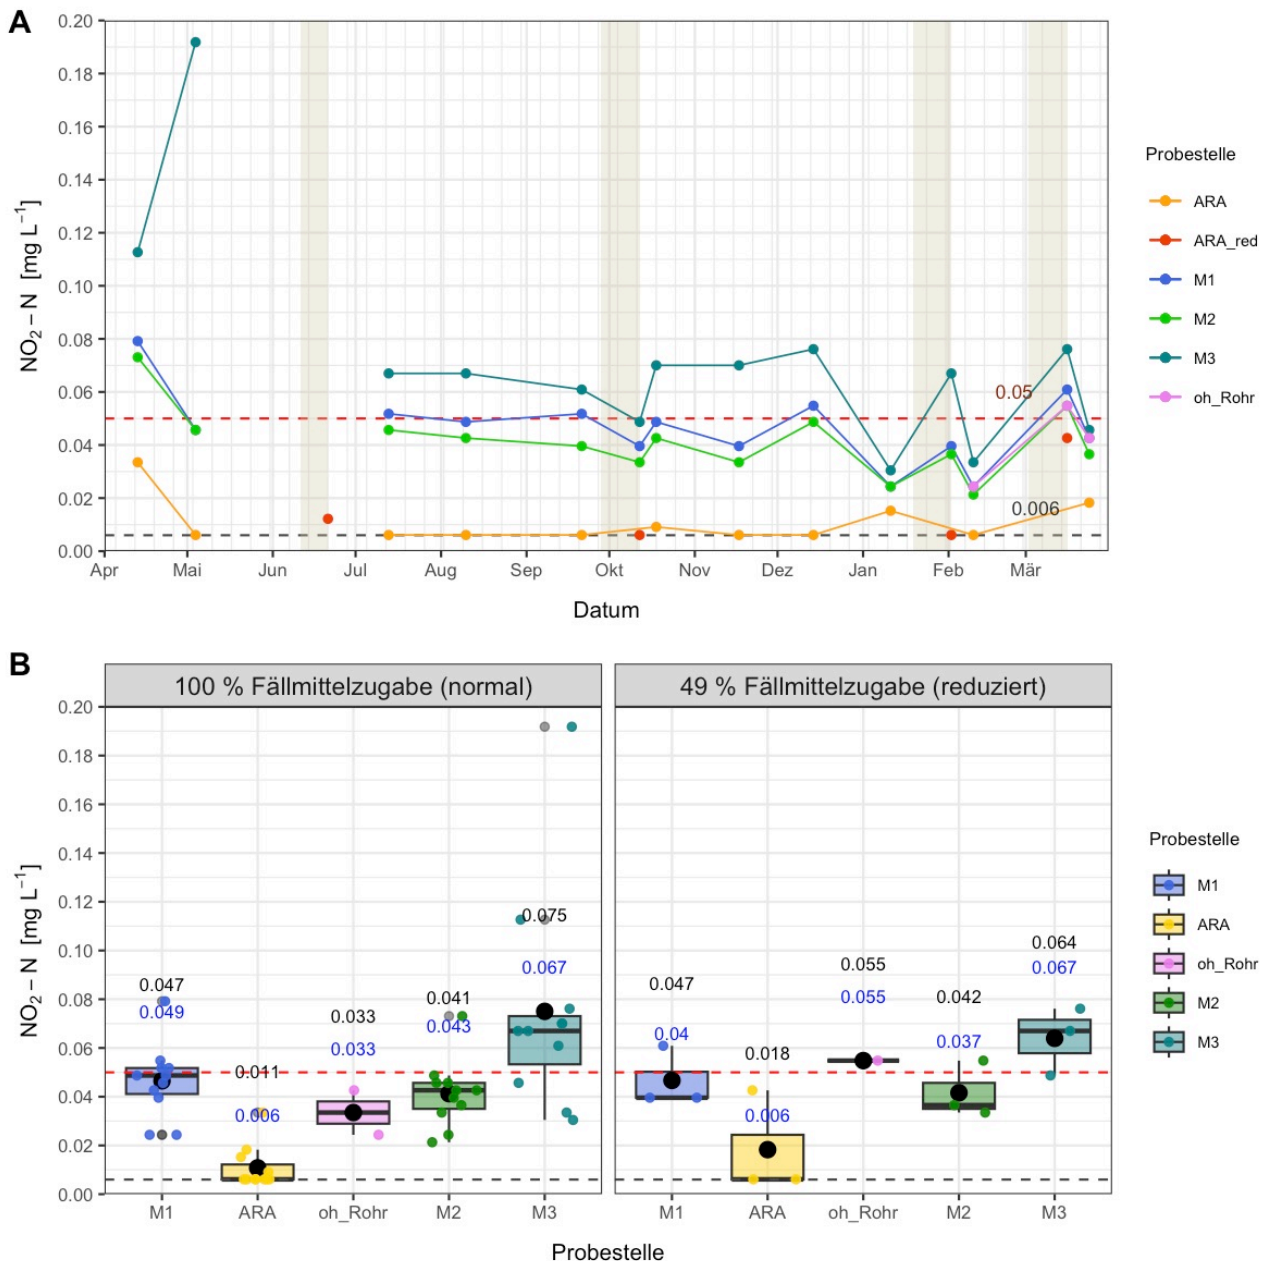 A
NO₂ − N [mg L⁻¹]
0.20
0.18
0.16
0.14
0.12
0.10
0.08
0.06
0.04
0.02
0.00
0.05
0.006
Apr Mai Jun Jul Aug Sep Okt Nov Dez Jan Feb Mär
Datum
Probestelle
ARA
ARA_red
M1
M2
M3
oh_Rohr
B
100 % Fällmittelzugabe (normal)
49 % Fällmittelzugabe (reduziert)
NO₂ − N [mg L⁻¹]
0.20
0.18
0.16
0.14
0.12
0.10
0.08
0.06
0.04
0.02
0.00
0.047
0.049
0.011
0.006
0.033
0.033
0.041
0.043
0.075
0.067
0.047
0.04
0.018
0.006
0.055
0.055
0.042
0.037
0.064
0.067
M1 ARA oh_Rohr M2 M3
M1 ARA oh_Rohr M2 M3
Probestelle
Probestelle
M1
ARA
oh_Rohr
M2
M3